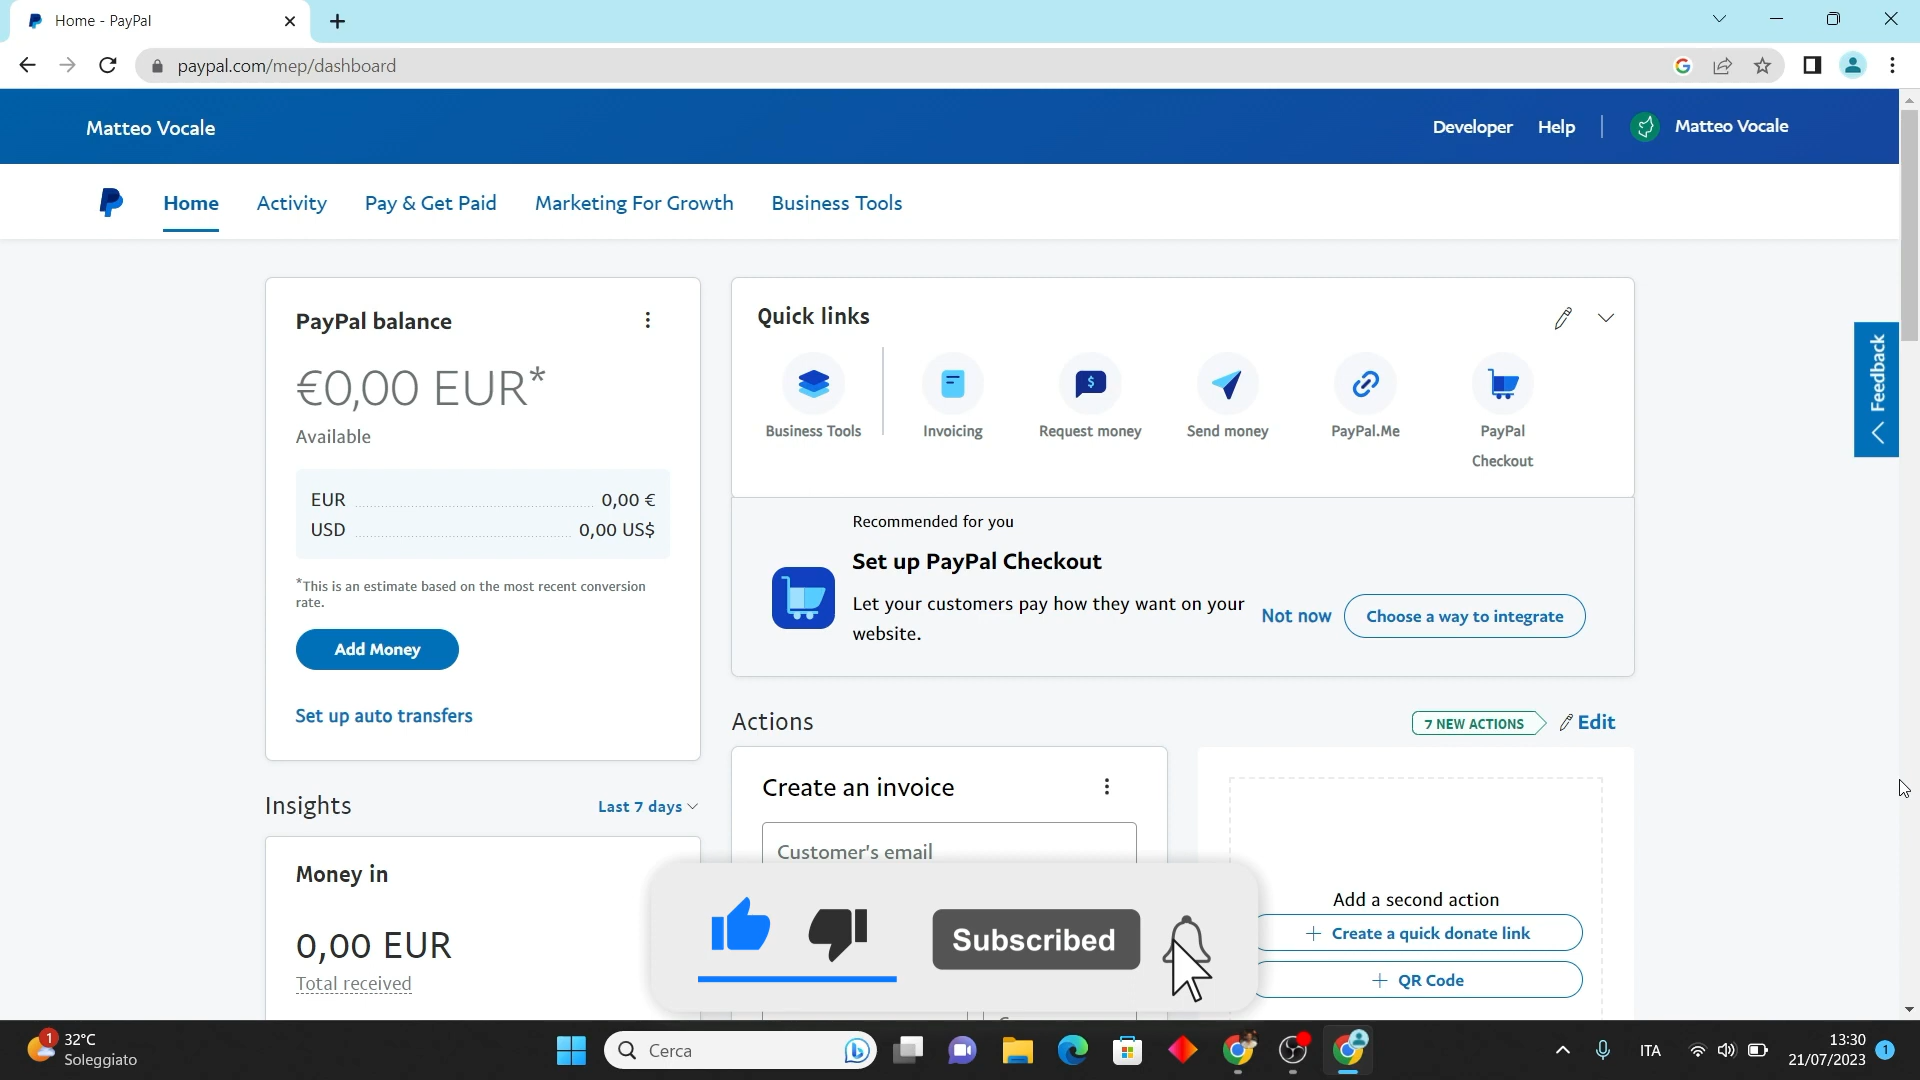 Home - PayPal
paypal.com/mep/dashboard
Matteo Vocale
Developer
Help
Matteo Vocale
Home
Activity
Pay & Get Paid
Marketing For Growth
Business Tools
PayPal balance
€0,00 EUR*
Available
EUR 0,00 €
USD 0,00 US$
*This is an estimate based on the most recent conversion
rate.
Add Money
Set up auto transfers
Quick links
Business Tools
Invoicing
Request money
Send money
PayPal.Me
PayPal
Checkout
Recommended for you
Set up PayPal Checkout
Let your customers pay how they want on your
website.
Not now
Choose a way to integrate
Feedback
Insights
Last 7 days
Money in
0,00 EUR
Total received
Actions
7 NEW ACTIONS
Edit
Create an invoice
Customer's email
Add a second action
+ Create a quick donate link
+ QR Code
Subscribed
1
32°C
Soleggiato
Cerca
ITA
13:30
21/07/2023
1